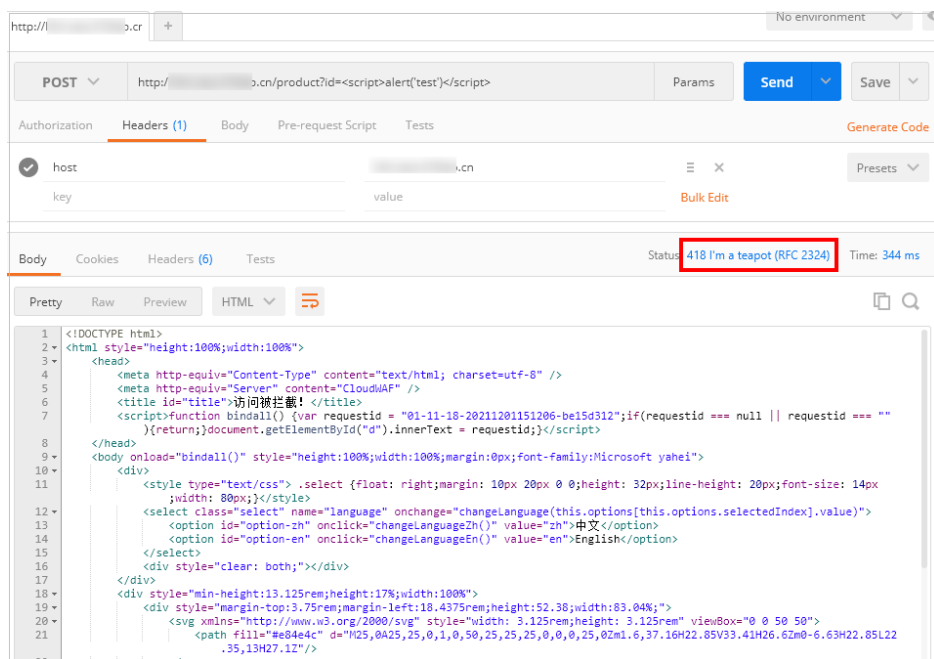 No environment
http://
.cr
+
POST
http:/
.cn/product?id=<script>alert('test')</script>
Params
Send
Save
Authorization
Headers (1)
Body
Pre-request Script
Tests
Generate Code
host
.cn
Presets
key
value
Bulk Edit
Body
Cookies
Headers (6)
Tests
Status
418 I'm a teapot (RFC 2324)
Time: 344 ms
Pretty
Raw
Preview
HTML
1 <!DOCTYPE html>
2 <html style="height:100%;width:100%">
3 <head>
4 <meta http-equiv="Content-Type" content="text/html; charset=utf-8" />
5 <meta http-equiv="Server" content="CloudWAF" />
6 <title id="title">访问被拦截！</title>
7 <script>function bindall() {var requestid = "01-11-18-20211201151206-be15d312";if(requestid === null || requestid === ""
){return;}document.getElementById("d").innerText = requestid;}</script>
8 </head>
9 <body onload="bindall()" style="height:100%;width:100%;margin:0px;font-family:Microsoft yahei">
10 <div>
11 <style type="text/css"> .select {float: right;margin: 10px 20px 0 0;height: 32px;line-height: 20px;font-size: 14px
;width: 80px;}</style>
12 <select class="select" name="language" onchange="changeLanguage(this.options[this.options.selectedIndex].value)">
13 <option id="option-zh" onclick="changeLanguageZh()" value="zh">中文</option>
14 <option id="option-en" onclick="changeLanguageEn()" value="en">English</option>
15 </select>
16 <div style="clear: both;"></div>
17 </div>
18 <div style="min-height:13.125rem;height:17%;width:100%">
19 <div style="margin-top:3.75rem;margin-left:18.4375rem;height:52.38;width:83.04%;">
20 <svg xmlns="http://www.w3.org/2000/svg" style="width: 3.125rem;height: 3.125rem" viewBox="0 0 50 50">
21 <path fill="#e84e4c" d="M25,0A25,25,0,1,0,50,25,25,25,0,0,0,25,0Zm1.6,37.16H22.85V33.41H26.6Zm0-6.63H22.85L22
.35,13H27.1Z"/>